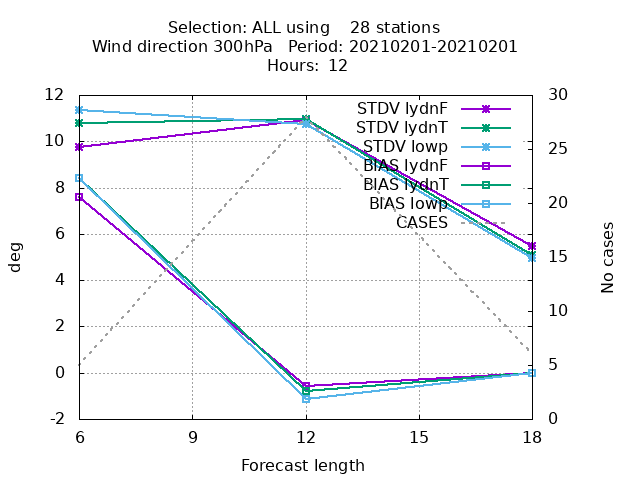 Selection: ALL using    28 stations
Wind direction 300hPa   Period: 20210201-20210201
Hours: 12
12
10
8
6
4
2
0
-2
deg
STDV lydnF
STDV lydnT
STDV lowp
BIAS lydnF
BIAS lydnT
BIAS lowp
CASES
30
25
20
15
10
5
0
No cases
6 9 12 15 18
Forecast length